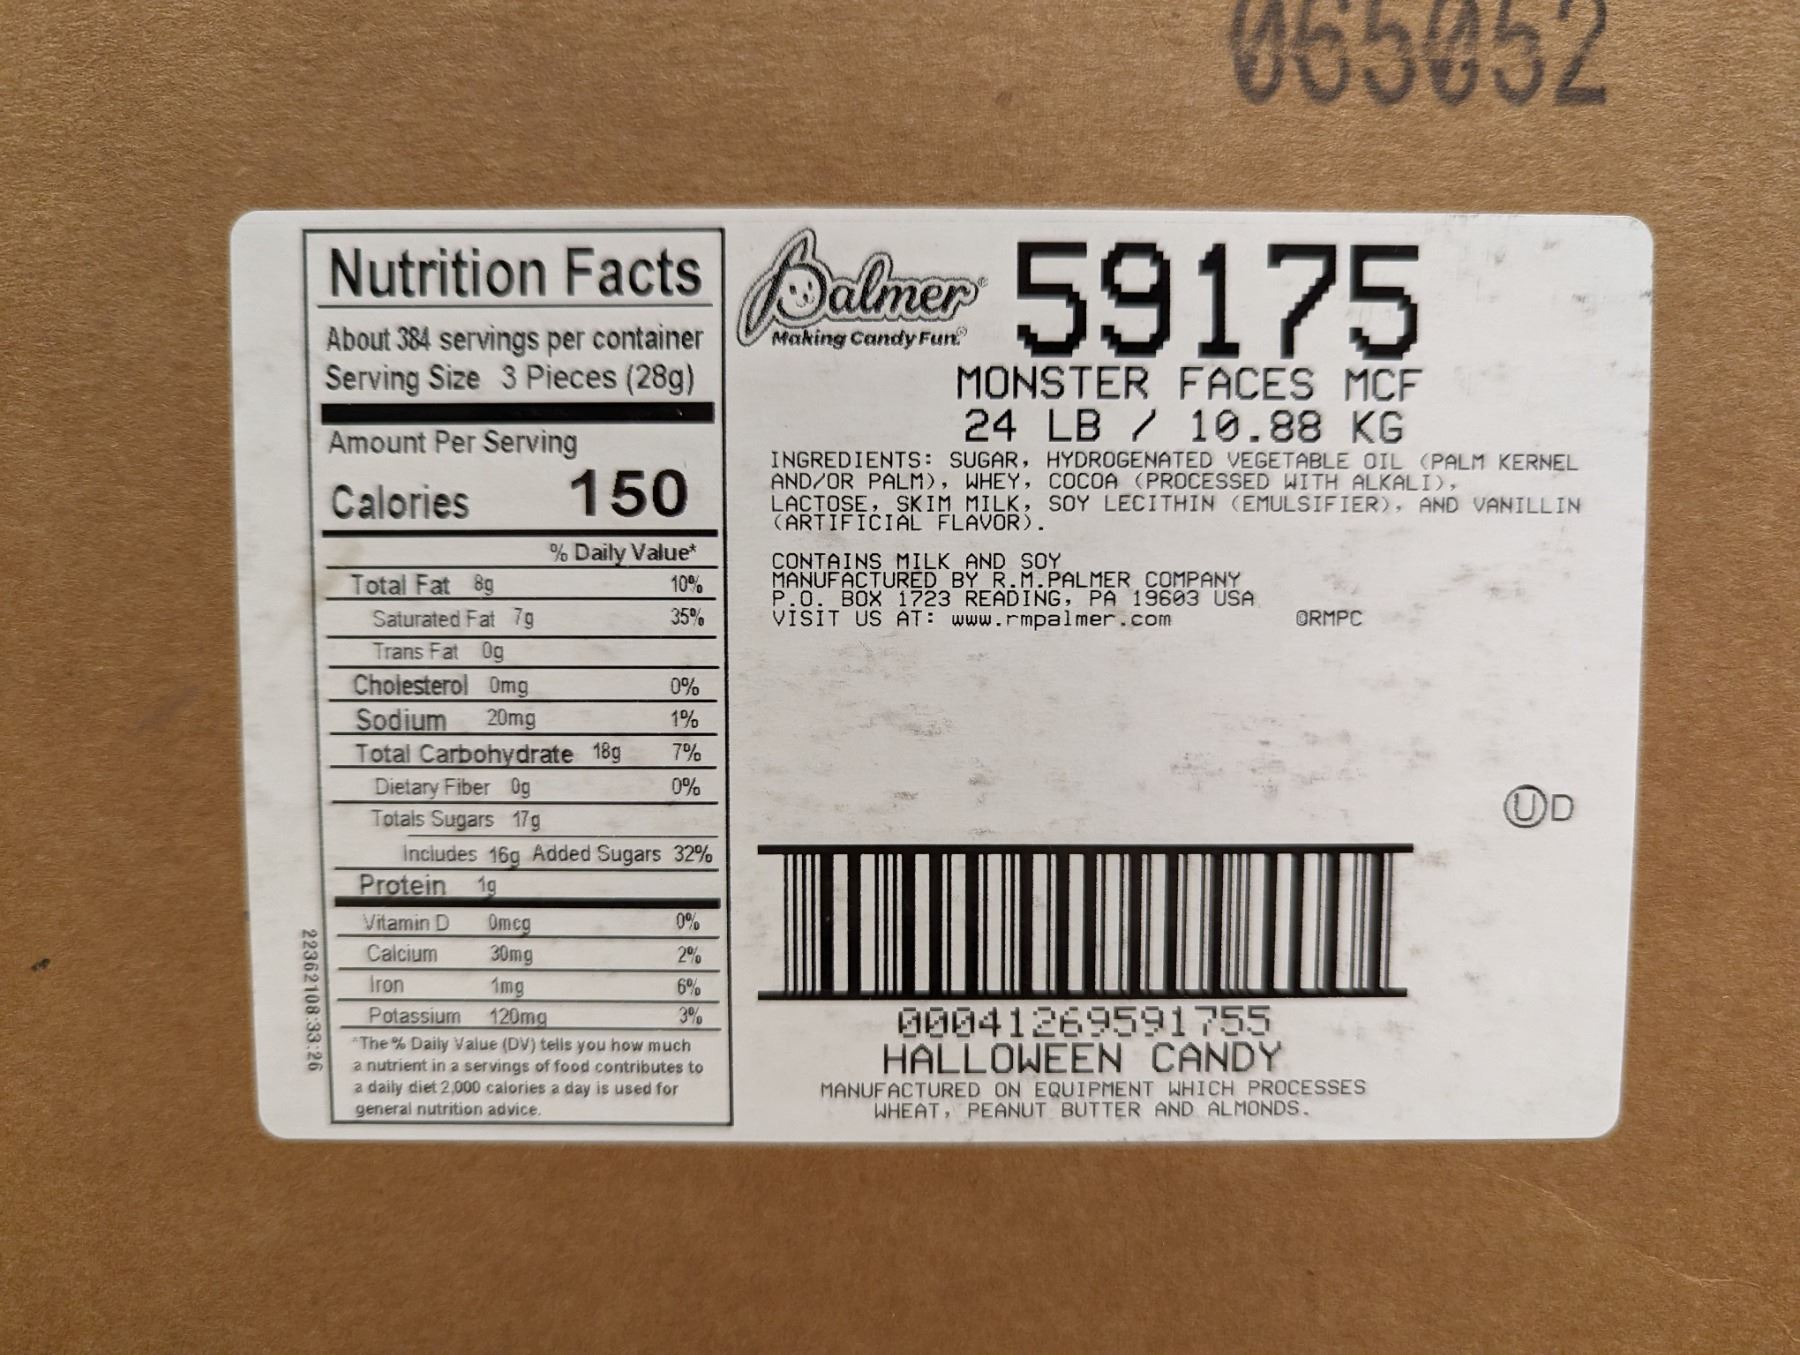 065052
Nutrition Facts
About 384 servings per container
Serving Size 3 Pieces (28g)
Amount Per Serving
Calories 150
% Daily Value*
Total Fat 8g 10%
Saturated Fat 7g 35%
Trans Fat 0g
Cholesterol 0mg 0%
Sodium 20mg 1%
Total Carbohydrate 18g 7%
Dietary Fiber 0g 0%
Totals Sugars 17g
Includes 16g Added Sugars 32%
Protein 1g
Vitamin D 0mcg 0%
Calcium 30mg 2%
Iron 1mg 6%
Potassium 120mg 3%
*The % Daily Value (DV) tells you how much
a nutrient in a servings of food contributes to
a daily diet 2,000 calories a day is used for
general nutrition advice.
22362108:33:26
Palmer®
Making Candy Fun.®
59175
MONSTER FACES MCF
24 LB / 10.88 KG
INGREDIENTS: SUGAR, HYDROGENATED VEGETABLE OIL (PALM KERNEL
AND/OR PALM), WHEY, COCOA (PROCESSED WITH ALKALI),
LACTOSE, SKIM MILK, SOY LECITHIN (EMULSIFIER), AND VANILLIN
(ARTIFICIAL FLAVOR).
CONTAINS MILK AND SOY
MANUFACTURED BY R.M.PALMER COMPANY
P.O. BOX 1723 READING, PA 19603 USA
VISIT US AT: www.rmpalmer.com ©RMPC
ⓊD
00041269591755
HALLOWEEN CANDY
MANUFACTURED ON EQUIPMENT WHICH PROCESSES
WHEAT, PEANUT BUTTER AND ALMONDS.